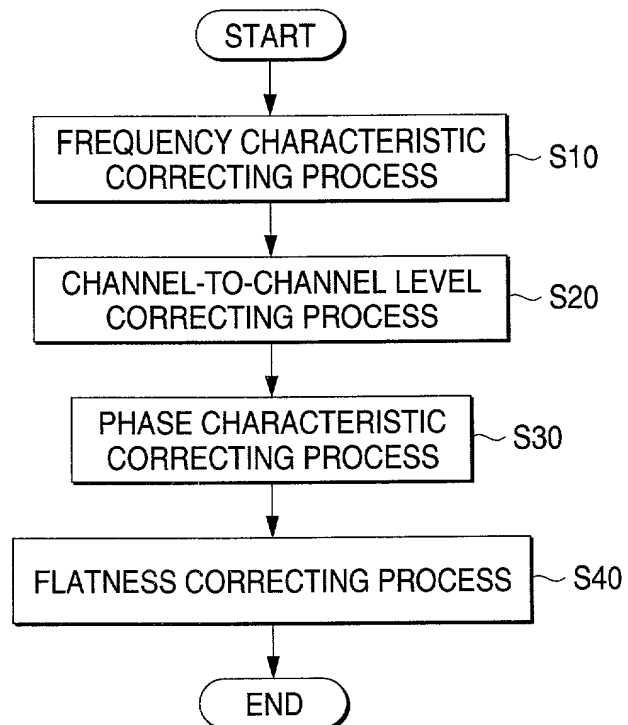 START
FREQUENCY CHARACTERISTIC
CORRECTING PROCESS
S10
CHANNEL-TO-CHANNEL LEVEL
CORRECTING PROCESS
S20
PHASE CHARACTERISTIC
CORRECTING PROCESS
S30
FLATNESS CORRECTING PROCESS
S40
END